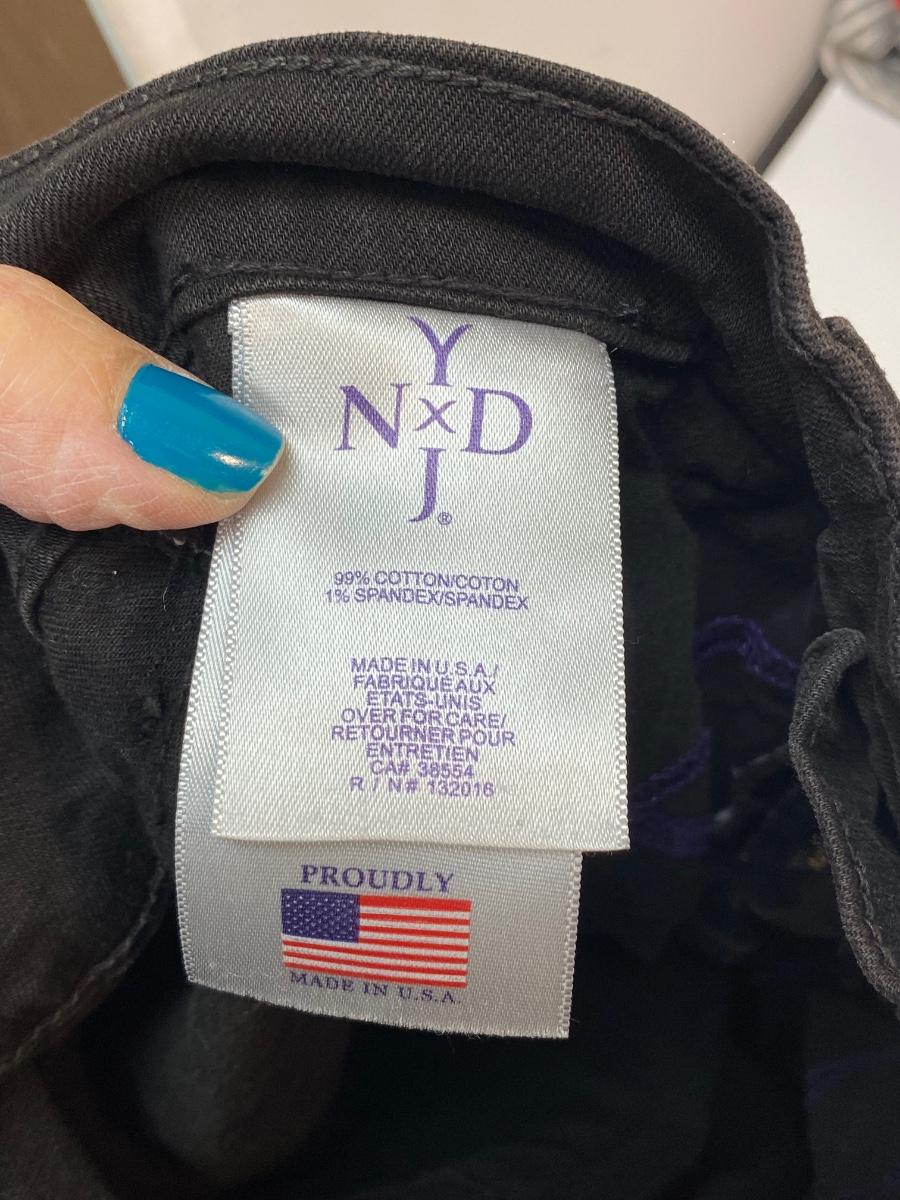 Y
N x D
J®
99% COTTON/COTON
1% SPANDEX/SPANDEX
MADE IN U.S.A./
FABRIQUE AUX
ETATS-UNIS
OVER FOR CARE/
RETOURNER POUR
ENTRETIEN
CA# 38554
R / N # 132016
PROUDLY
MADE IN U.S.A.